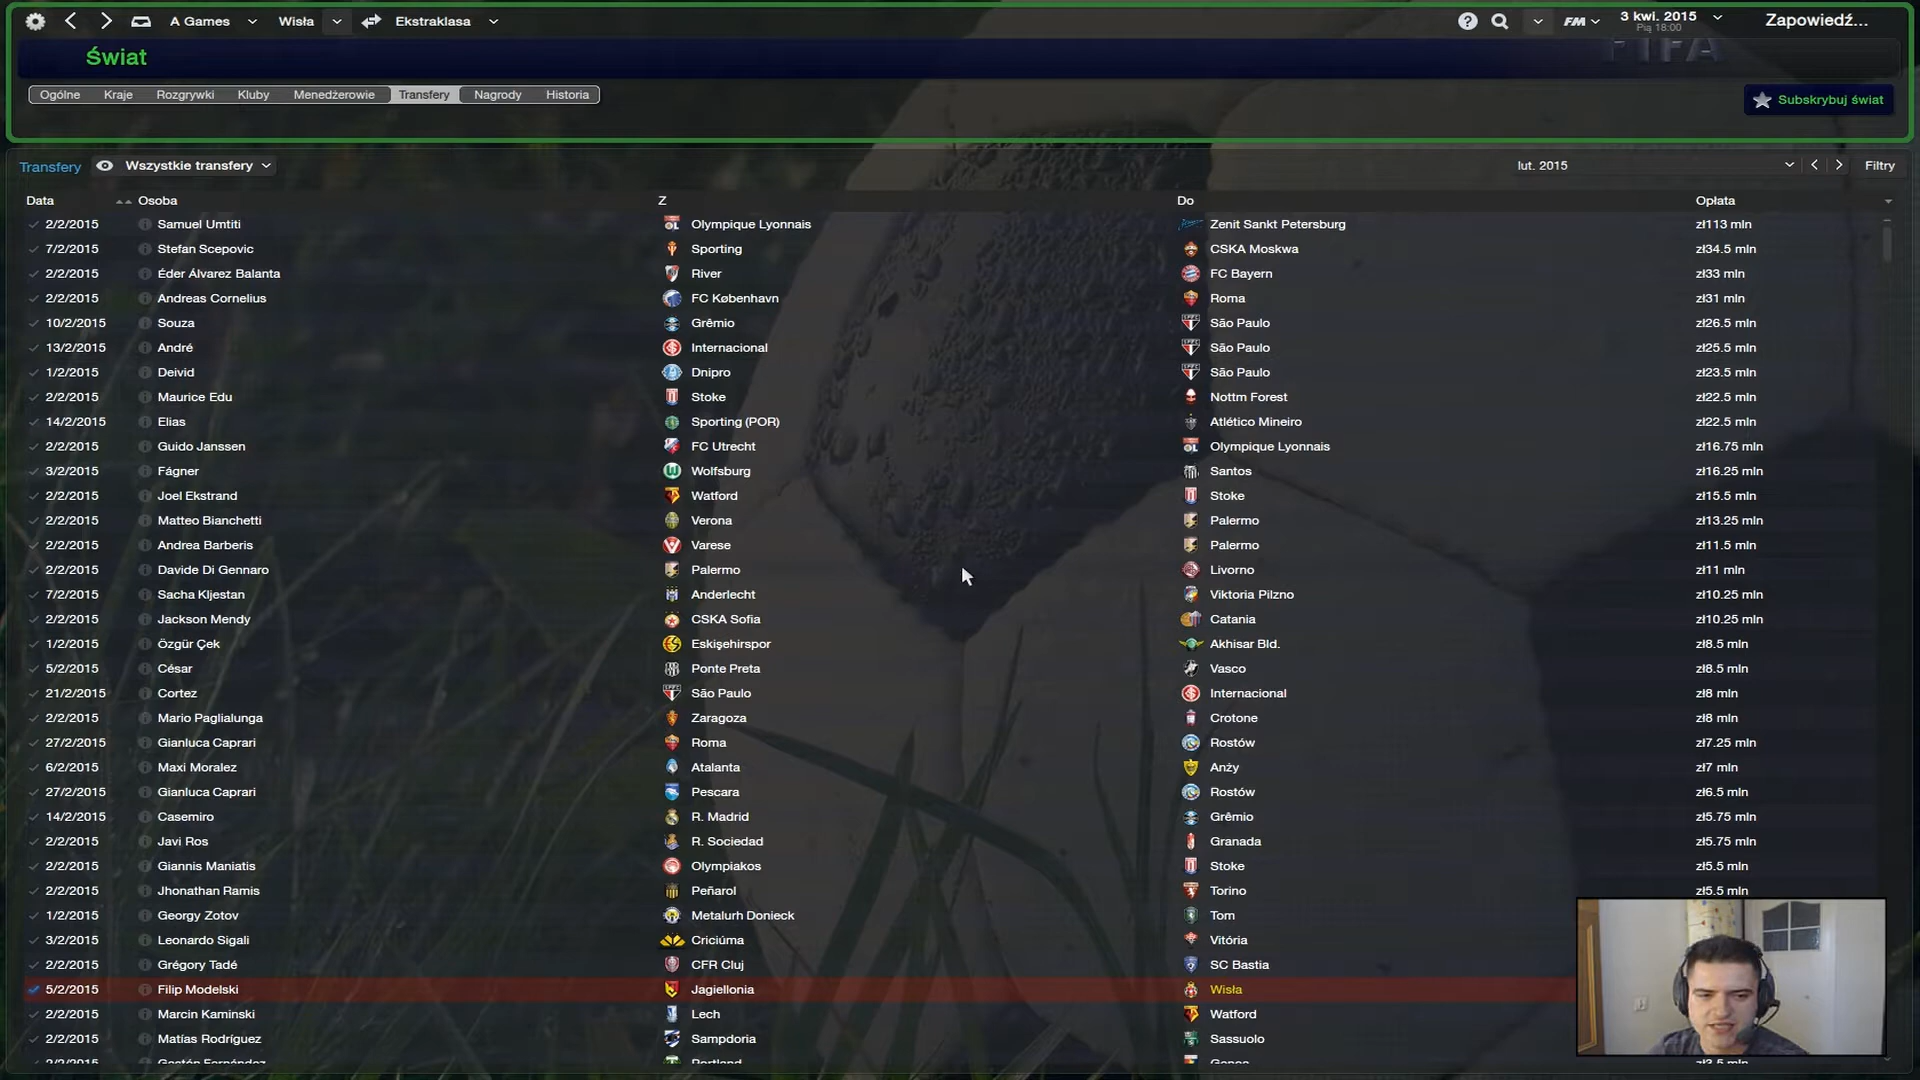 A Games Wisła Ekstraklasa FM 3 kwi. 2015 Zapowiedź...
Pią 18:00
Świat FIFA
Ogólne Kraje Rozgrywki Kluby Menedżerowie Transfery Nagrody Historia Subskrybuj świat
Transfery Wszystkie transfery lut. 2015 Filtry
Data Osoba Z Do Opłata
2/2/2015 Samuel Umtiti Olympique Lyonnais Zenit Sankt Petersburg zł113 mln
7/2/2015 Stefan Scepovic Sporting CSKA Moskwa zł34.5 mln
2/2/2015 Éder Álvarez Balanta River FC Bayern zł33 mln
2/2/2015 Andreas Cornelius FC København Roma zł31 mln
10/2/2015 Souza Grêmio São Paulo zł26.5 mln
13/2/2015 André Internacional São Paulo zł25.5 mln
1/2/2015 Deivid Dnipro São Paulo zł23.5 mln
2/2/2015 Maurice Edu Stoke Nottm Forest zł22.5 mln
14/2/2015 Elias Sporting (POR) Atlético Mineiro zł22.5 mln
2/2/2015 Guido Janssen FC Utrecht Olympique Lyonnais zł16.75 mln
3/2/2015 Fágner Wolfsburg Santos zł16.25 mln
2/2/2015 Joel Ekstrand Watford Stoke zł15.5 mln
2/2/2015 Matteo Bianchetti Verona Palermo zł13.25 mln
2/2/2015 Andrea Barberis Varese Palermo zł11.5 mln
2/2/2015 Davide Di Gennaro Palermo Livorno zł11 mln
7/2/2015 Sacha Kljestan Anderlecht Viktoria Pilzno zł10.25 mln
2/2/2015 Jackson Mendy CSKA Sofia Catania zł10.25 mln
1/2/2015 Özgür Çek Eskişehirspor Akhisar Bld. zł8.5 mln
5/2/2015 César Ponte Preta Vasco zł8.5 mln
21/2/2015 Cortez São Paulo Internacional zł8 mln
2/2/2015 Mario Paglialunga Zaragoza Crotone zł8 mln
27/2/2015 Gianluca Caprari Roma Rostów zł7.25 mln
6/2/2015 Maxi Moralez Atalanta Anży zł7 mln
27/2/2015 Gianluca Caprari Pescara Rostów zł6.5 mln
14/2/2015 Casemiro R. Madrid Grêmio zł5.75 mln
2/2/2015 Javi Ros R. Sociedad Granada zł5.75 mln
2/2/2015 Giannis Maniatis Olympiakos Stoke zł5.5 mln
2/2/2015 Jhonathan Ramis Peñarol Torino zł5.5 mln
1/2/2015 Georgy Zotov Metalurh Donieck Tom
3/2/2015 Leonardo Sigali Criciúma Vitória
2/2/2015 Grégory Tadé CFR Cluj SC Bastia
5/2/2015 Filip Modelski Jagiellonia Wisła
2/2/2015 Marcin Kaminski Lech Watford
2/2/2015 Matías Rodríguez Sampdoria Sassuolo